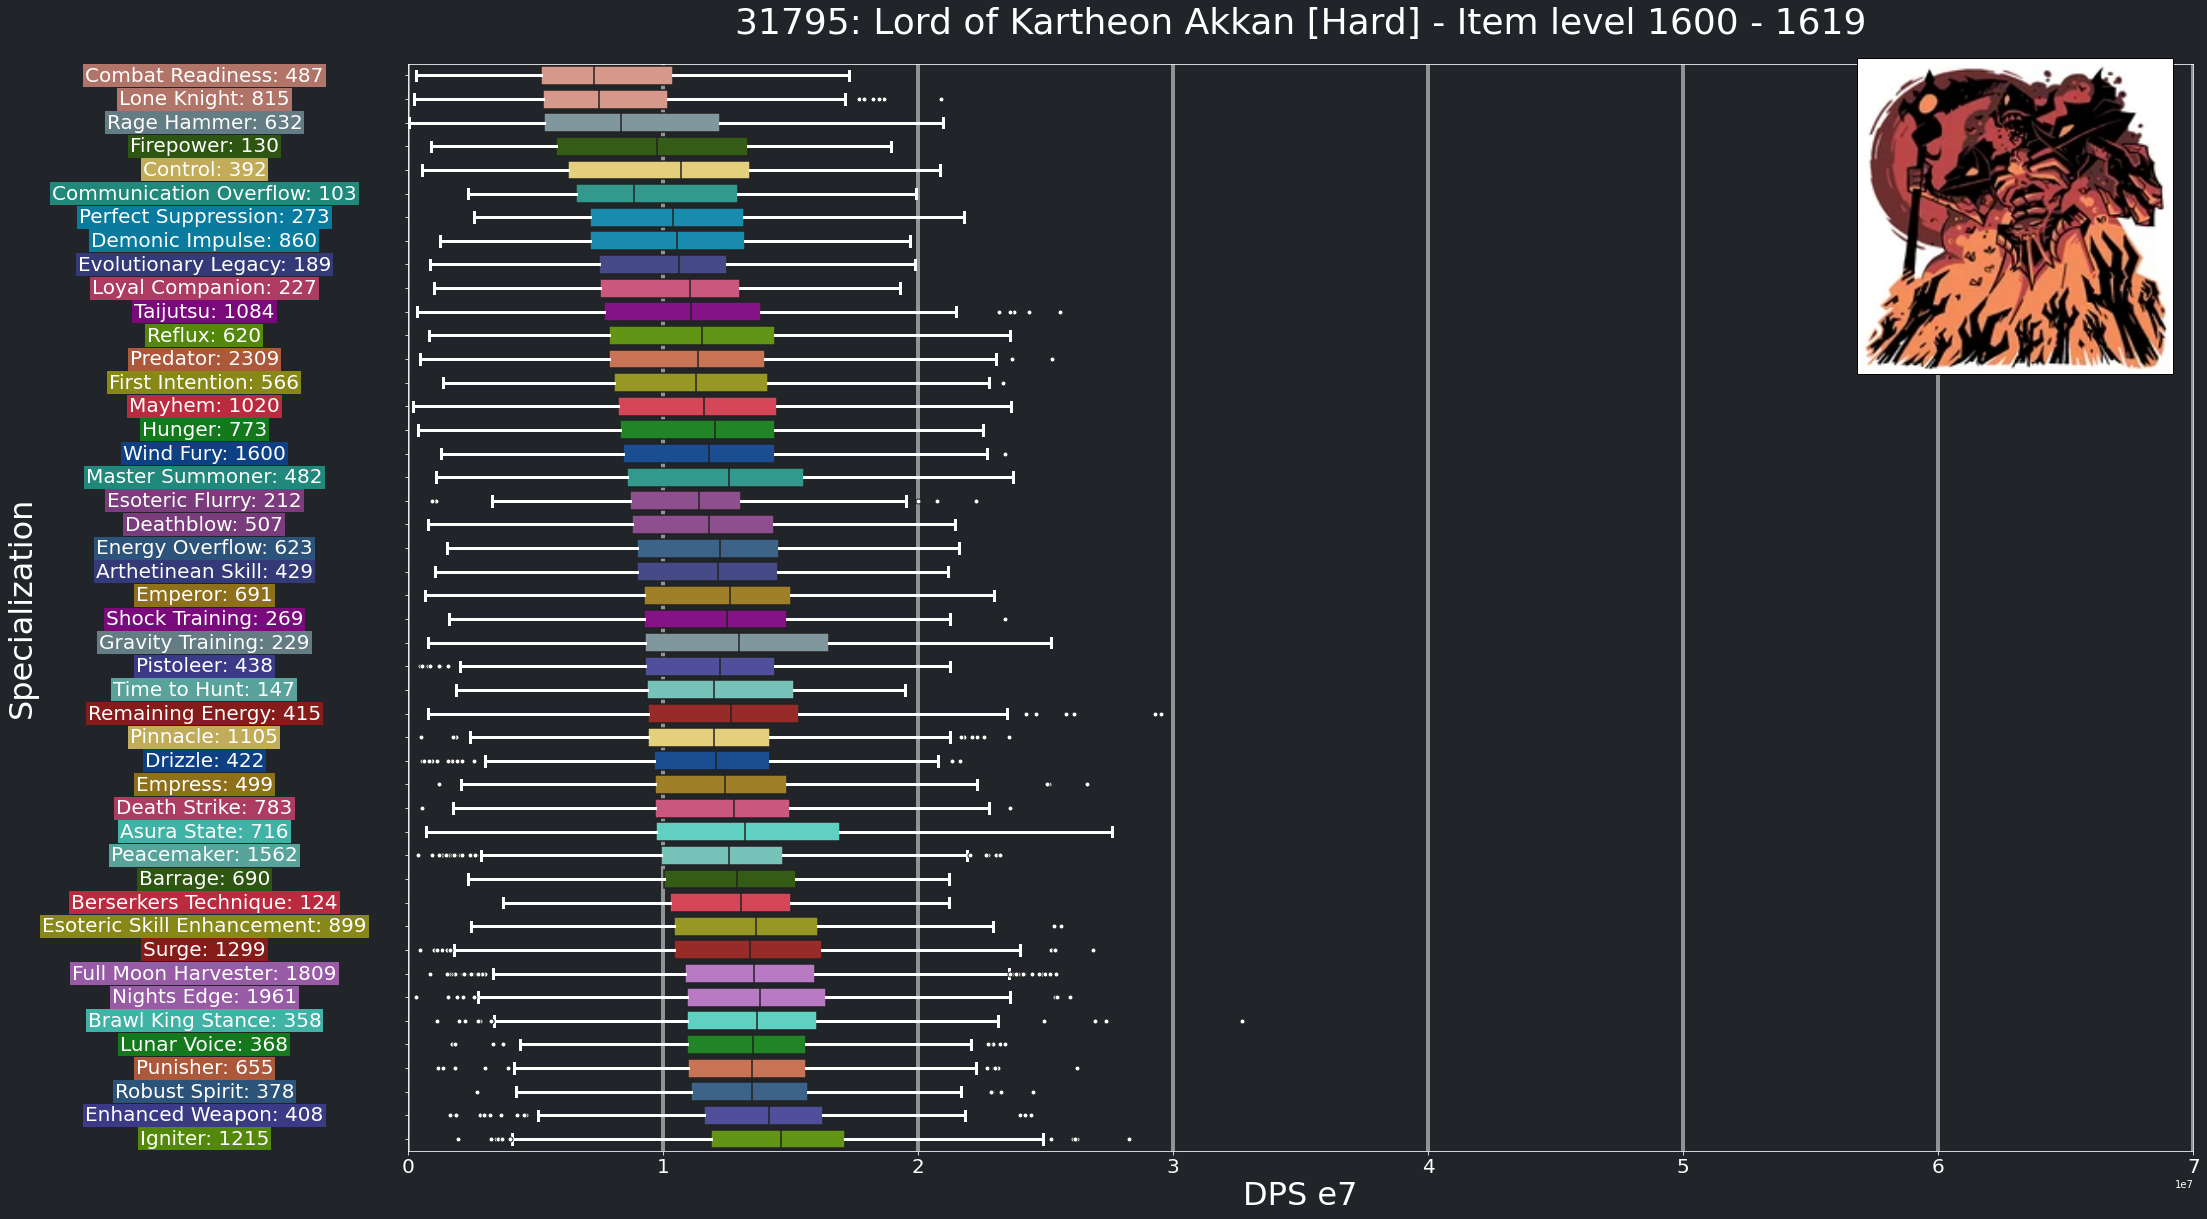 31795: Lord of Kartheon Akkan [Hard] - Item level 1600 - 1619
Specialization
Combat Readiness: 487
Lone Knight: 815
Rage Hammer: 632
Firepower: 130
Control: 392
Communication Overflow: 103
Perfect Suppression: 273
Demonic Impulse: 860
Evolutionary Legacy: 189
Loyal Companion: 227
Taijutsu: 1084
Reflux: 620
Predator: 2309
First Intention: 566
Mayhem: 1020
Hunger: 773
Wind Fury: 1600
Master Summoner: 482
Esoteric Flurry: 212
Deathblow: 507
Energy Overflow: 623
Arthetinean Skill: 429
Emperor: 691
Shock Training: 269
Gravity Training: 229
Pistoleer: 438
Time to Hunt: 147
Remaining Energy: 415
Pinnacle: 1105
Drizzle: 422
Empress: 499
Death Strike: 783
Asura State: 716
Peacemaker: 1562
Barrage: 690
Berserkers Technique: 124
Esoteric Skill Enhancement: 899
Surge: 1299
Full Moon Harvester: 1809
Nights Edge: 1961
Brawl King Stance: 358
Lunar Voice: 368
Punisher: 655
Robust Spirit: 378
Enhanced Weapon: 408
Igniter: 1215
0 1 2 3 4 5 6 7
1e7
DPS e7